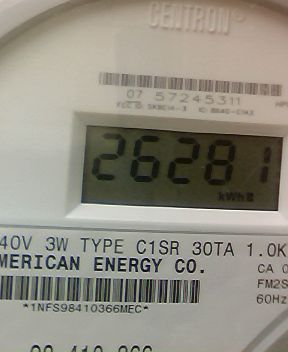 CENTRON®
07 57245311
26281
kWh
40V 3W TYPE C1SR 30TA 1.0K
MERICAN ENERGY CO.
CA 0
FM2S
60Hz
*1NFS98410366MEC*